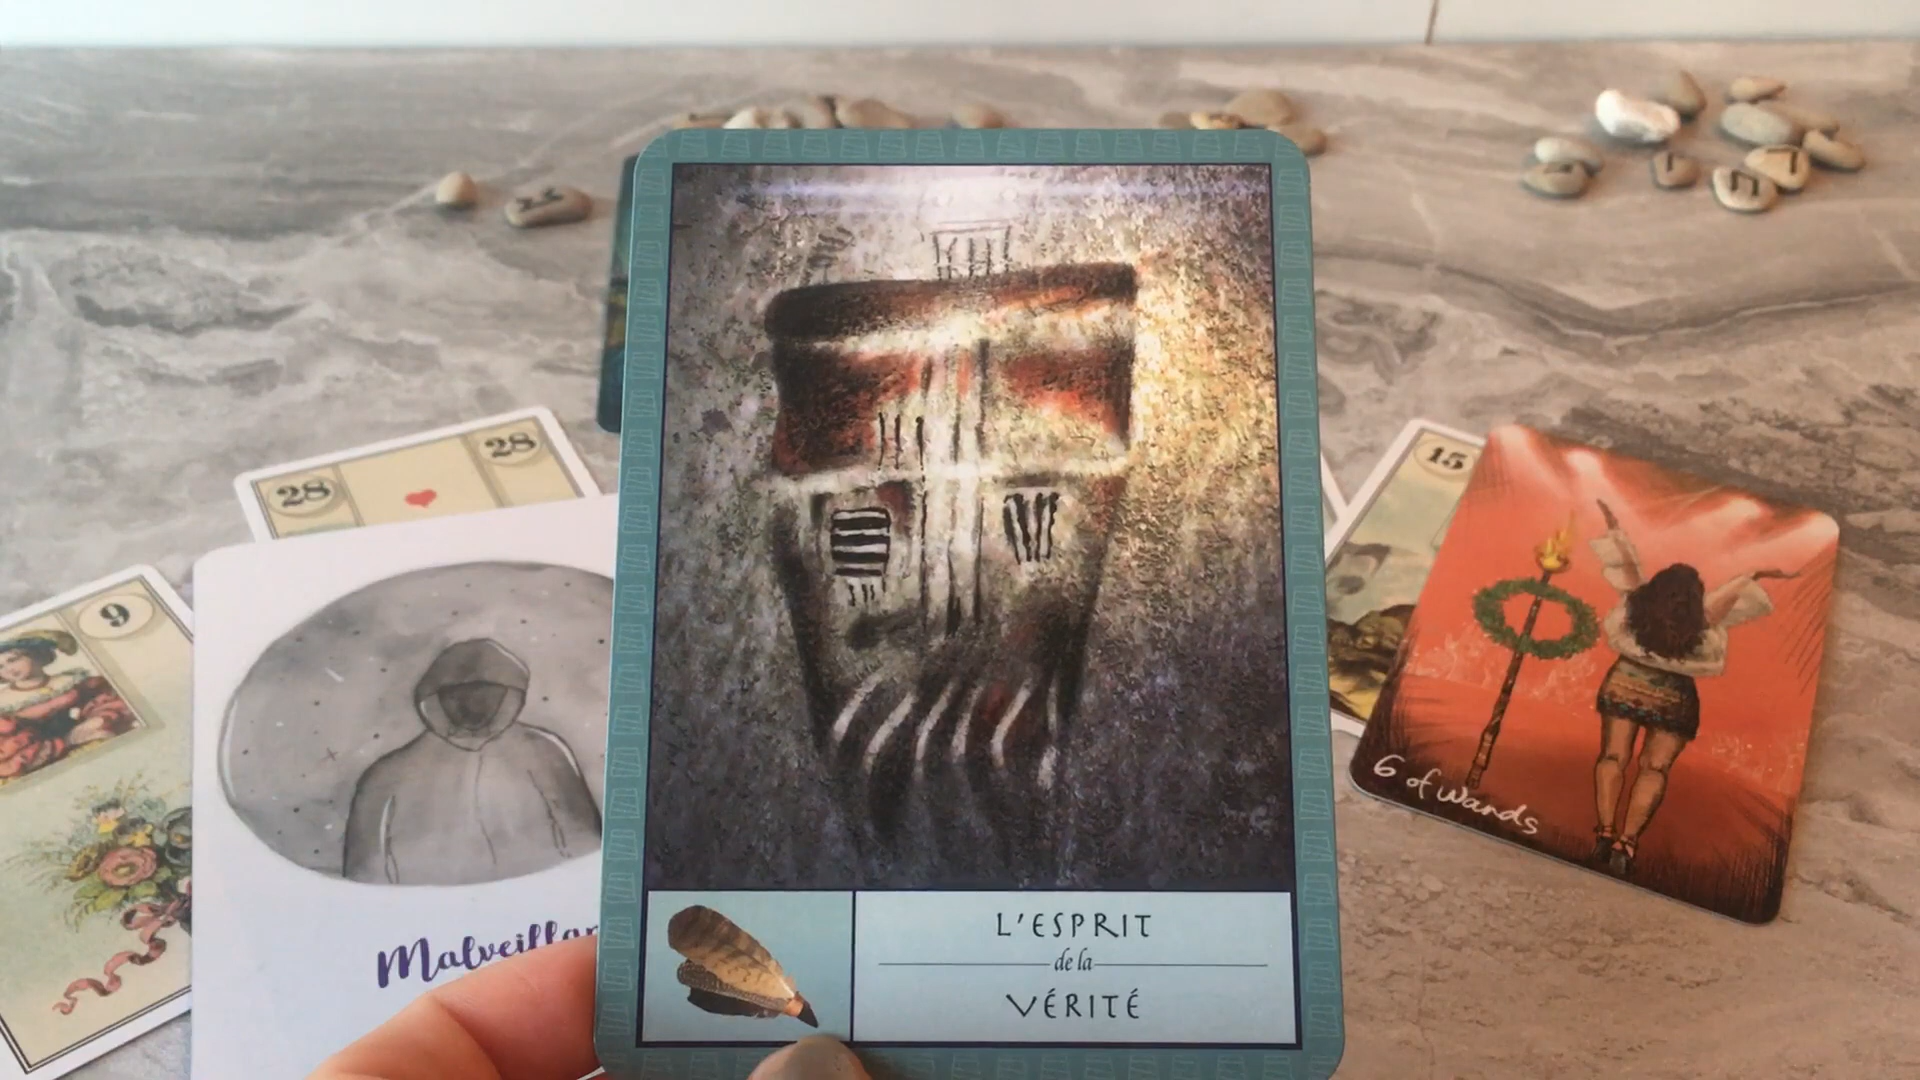 28
28
9
15
6 of wands
L'ESPRIT
de la
VÉRITÉ